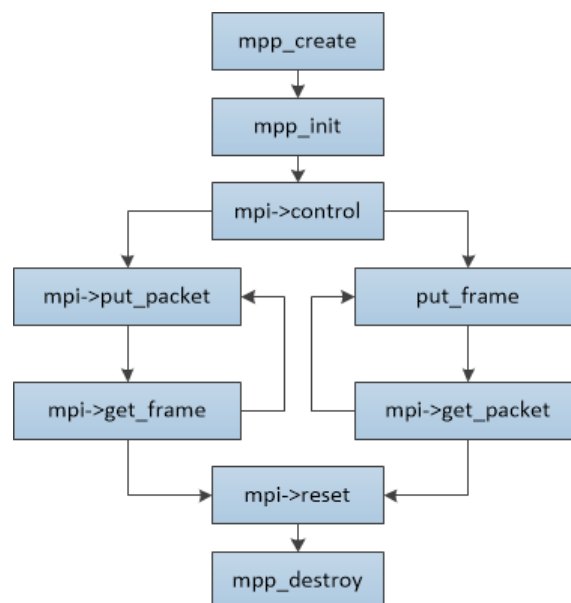 mpp_create
mpp_init
mpi->control
mpi->put_packet
put_frame
mpi->get_frame
mpi->get_packet
mpi->reset
mpp_destroy